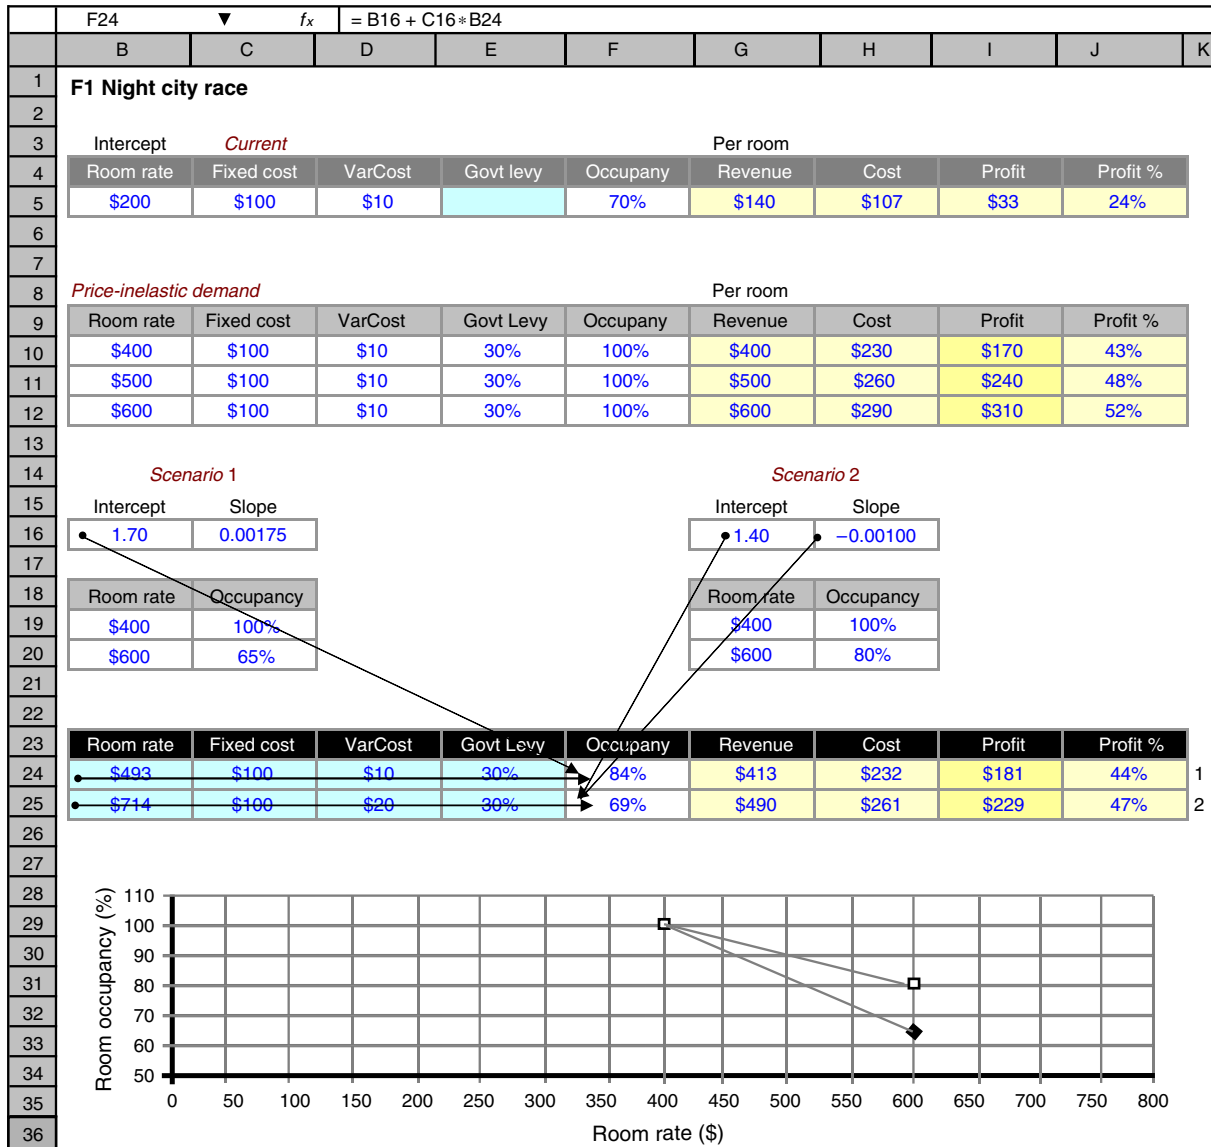 F24 ▼ fx = B16 + C16*B24
B C D E F G H I J K
1 F1 Night city race
2
3 Intercept Current Per room
4 Room rate Fixed cost VarCost Govt levy Occupany Revenue Cost Profit Profit %
5 $200 $100 $10 70% $140 $107 $33 24%
6
7
8 Price-inelastic demand Per room
9 Room rate Fixed cost VarCost Govt Levy Occupany Revenue Cost Profit Profit %
10 $400 $100 $10 30% 100% $400 $230 $170 43%
11 $500 $100 $10 30% 100% $500 $260 $240 48%
12 $600 $100 $10 30% 100% $600 $290 $310 52%
13
14 Scenario 1 Scenario 2
15 Intercept Slope Intercept Slope
16 1.70 0.00175 1.40 −0.00100
17
18 Room rate Occupancy Room rate Occupancy
19 $400 100% $400 100%
20 $600 65% $600 80%
21
22
23 Room rate Fixed cost VarCost Govt Levy Occupany Revenue Cost Profit Profit %
24 $493 $100 $10 30% 84% $413 $232 $181 44% 1
25 $714 $100 $20 30% 69% $490 $261 $229 47% 2
26
27
28
29
30
31
32
33
34
35
36
Room occupancy (%)
110
100
90
80
70
60
50
0 50 100 150 200 250 300 350 400 450 500 550 600 650 700 750 800
Room rate ($)